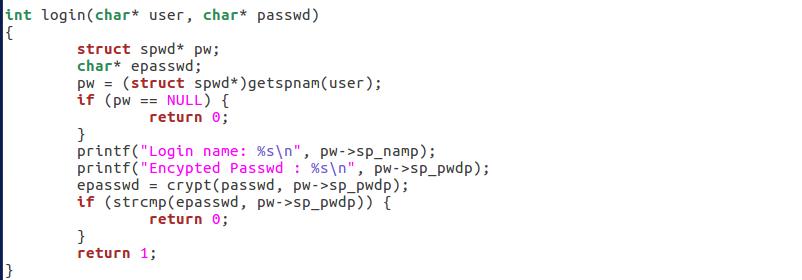 int login(char* user, char* passwd)
{
        struct spwd* pw;
        char* epasswd;
        pw = (struct spwd*)getspnam(user);
        if (pw == NULL) {
                return 0;
        }
        printf("Login name: %s\n", pw->sp_namp);
        printf("Encypted Passwd : %s\n", pw->sp_pwdp);
        epasswd = crypt(passwd, pw->sp_pwdp);
        if (strcmp(epasswd, pw->sp_pwdp)) {
                return 0;
        }
        return 1;
}